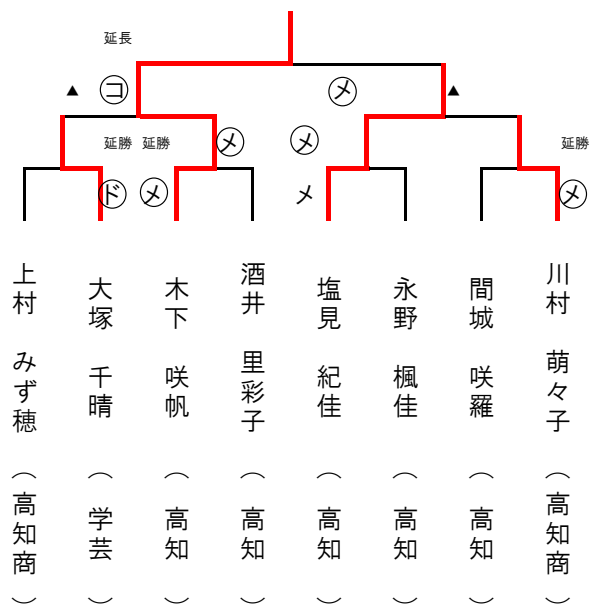 延長
▲ コ メ ▲
延勝 延勝 メ メ 延勝
ド メ メ メ
上村 みず穂 （高知商）
大塚 千晴 （学芸）
木下 咲帆 （高知）
酒井 里彩子 （高知）
塩見 紀佳 （高知）
永野 楓佳 （高知）
間城 咲羅 （高知）
川村 萌々子 （高知商）